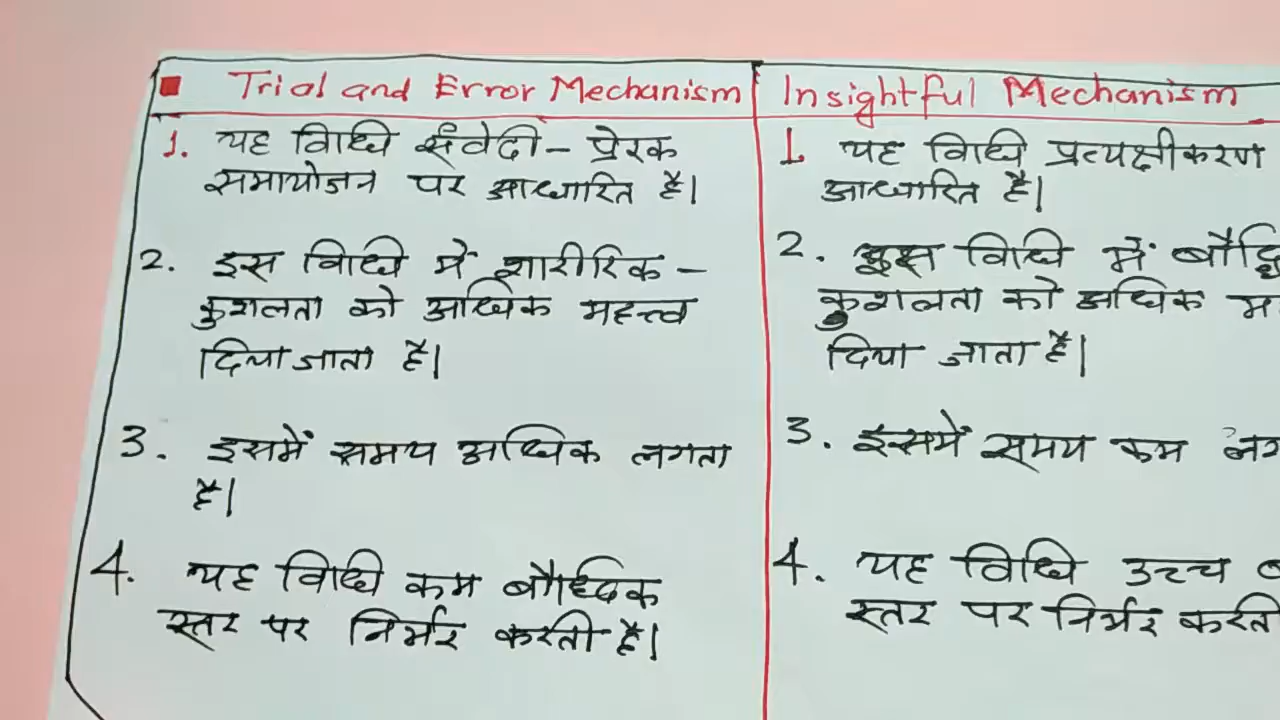 Trial and Error Mechanism
1. यह विधि संवेदी - प्रेरक
समायोजन पर आधारित है।
2. इस विधि में शारीरिक -
कुशलता को अधिक महत्त्व
दिया जाता है।
3. इसमें समय अधिक लगता
है।
4. यह विधि कम बौध्दिक
स्तर पर निर्भर करती है।
Insightful Mechanism
1. यह विधि प्रत्यक्षीकरण
आधारित है।
2. इस विधि में
कुशलता को अधिक
दिया जाता है।
3. इसमें समय कम
4. यह विधि उच्च
स्तर पर निर्भर करती